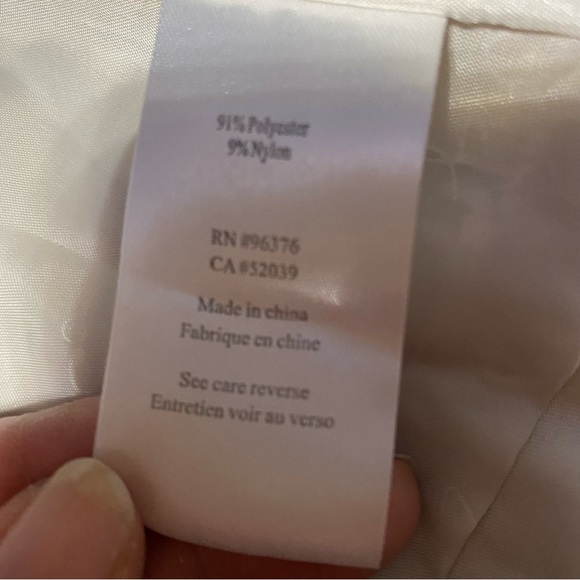 91% Polyester
9% Nylon
RN #96376
CA #52039
Made in china
Fabrique en chine
See care reverse
Entretien voir au verso